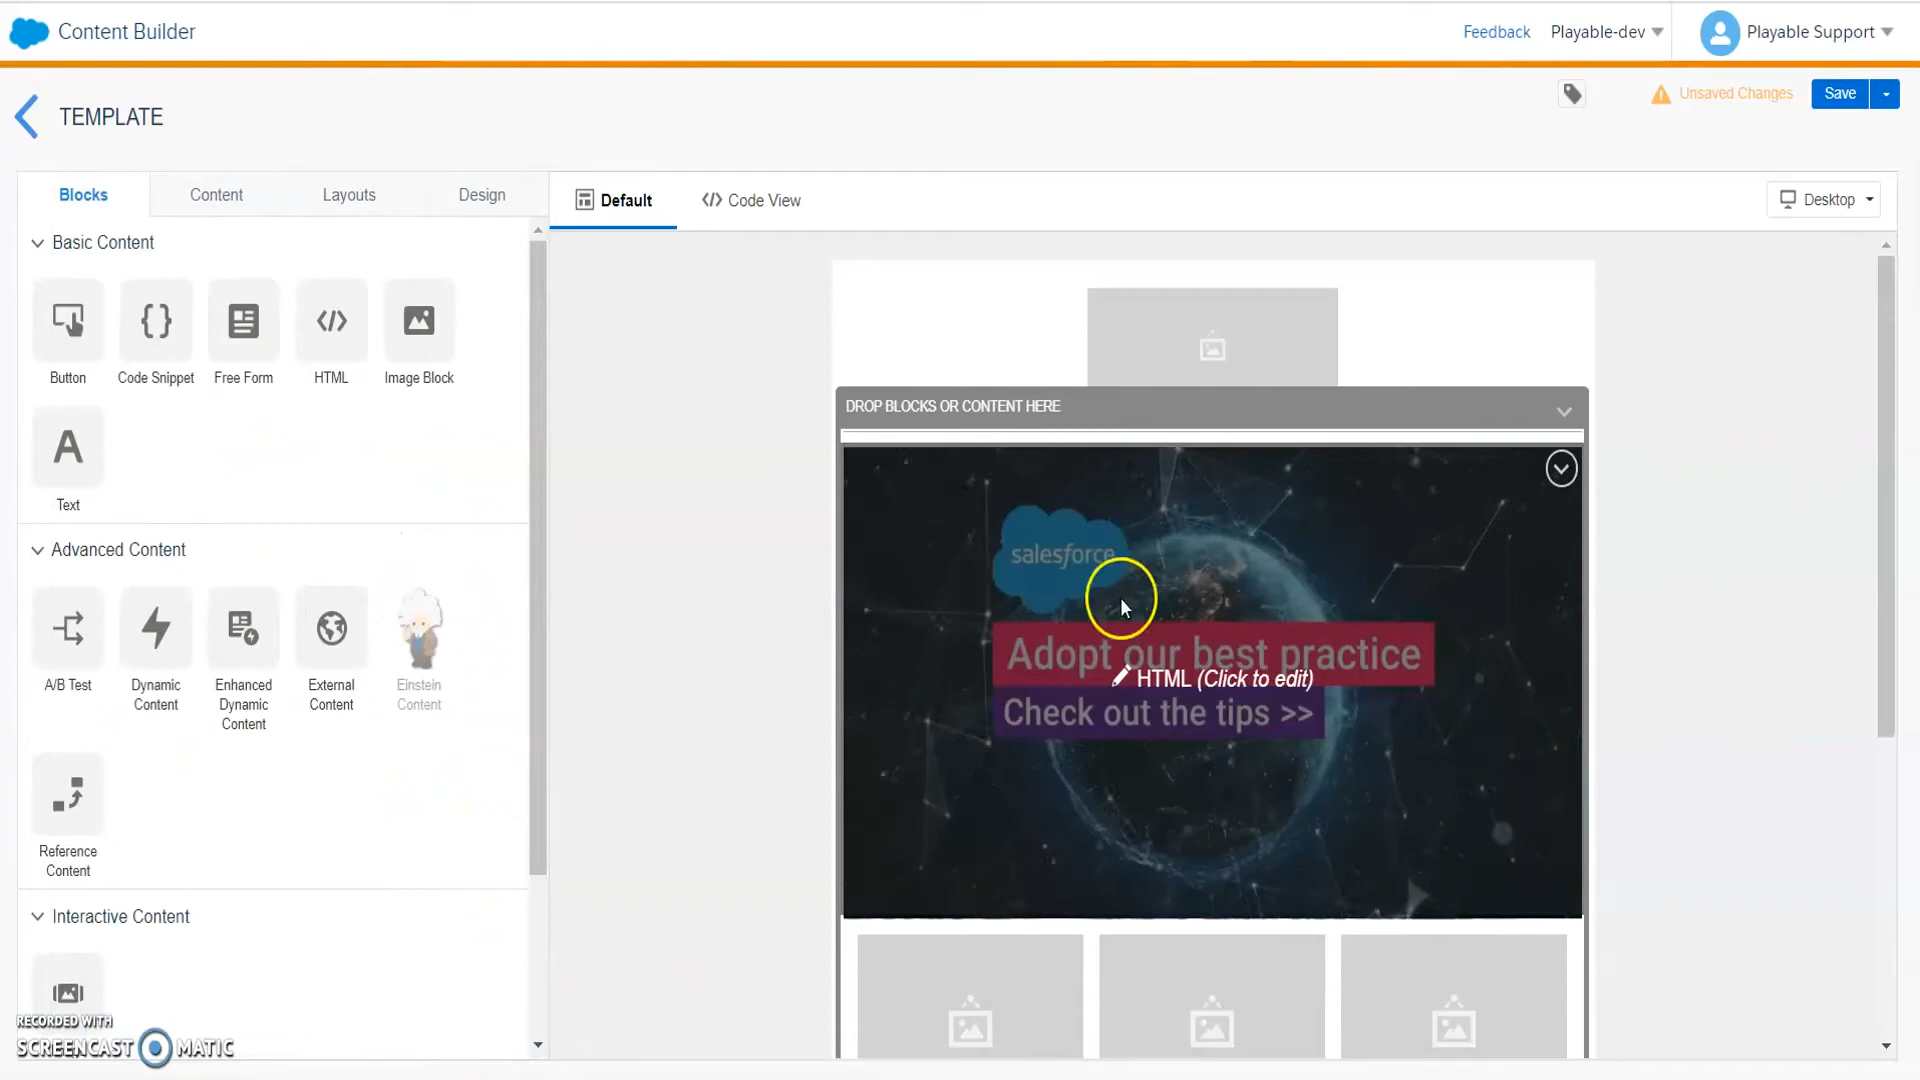 Content Builder
Feedback
Playable-dev
Playable Support
TEMPLATE
Unsaved Changes
Save
Blocks
Content
Layouts
Design
Default
</> Code View
Desktop
Basic Content
Button
Code Snippet
Free Form
HTML
Image Block
Text
Advanced Content
A/B Test
Dynamic
Content
Enhanced
Dynamic
Content
External
Content
Einstein
Content
Reference
Content
Interactive Content
DROP BLOCKS OR CONTENT HERE
salesforce
Adopt our best practice
HTML (Click to edit)
Check out the tips >>
RECORDED WITH
SCREENCAST MATIC